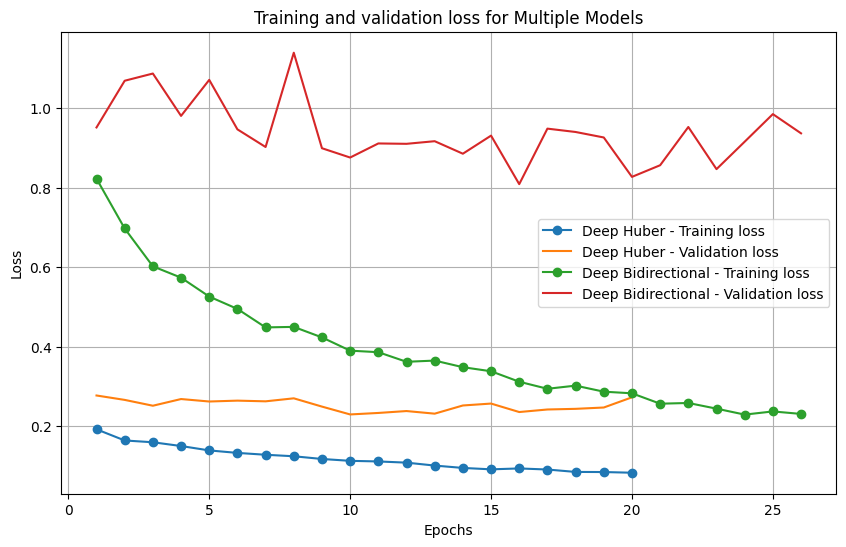 Training and validation loss for Multiple Models
Loss
1.0
0.8
0.6
0.4
0.2
Deep Huber - Training loss
Deep Huber - Validation loss
Deep Bidirectional - Training loss
Deep Bidirectional - Validation loss
0 5 10 15 20 25
Epochs